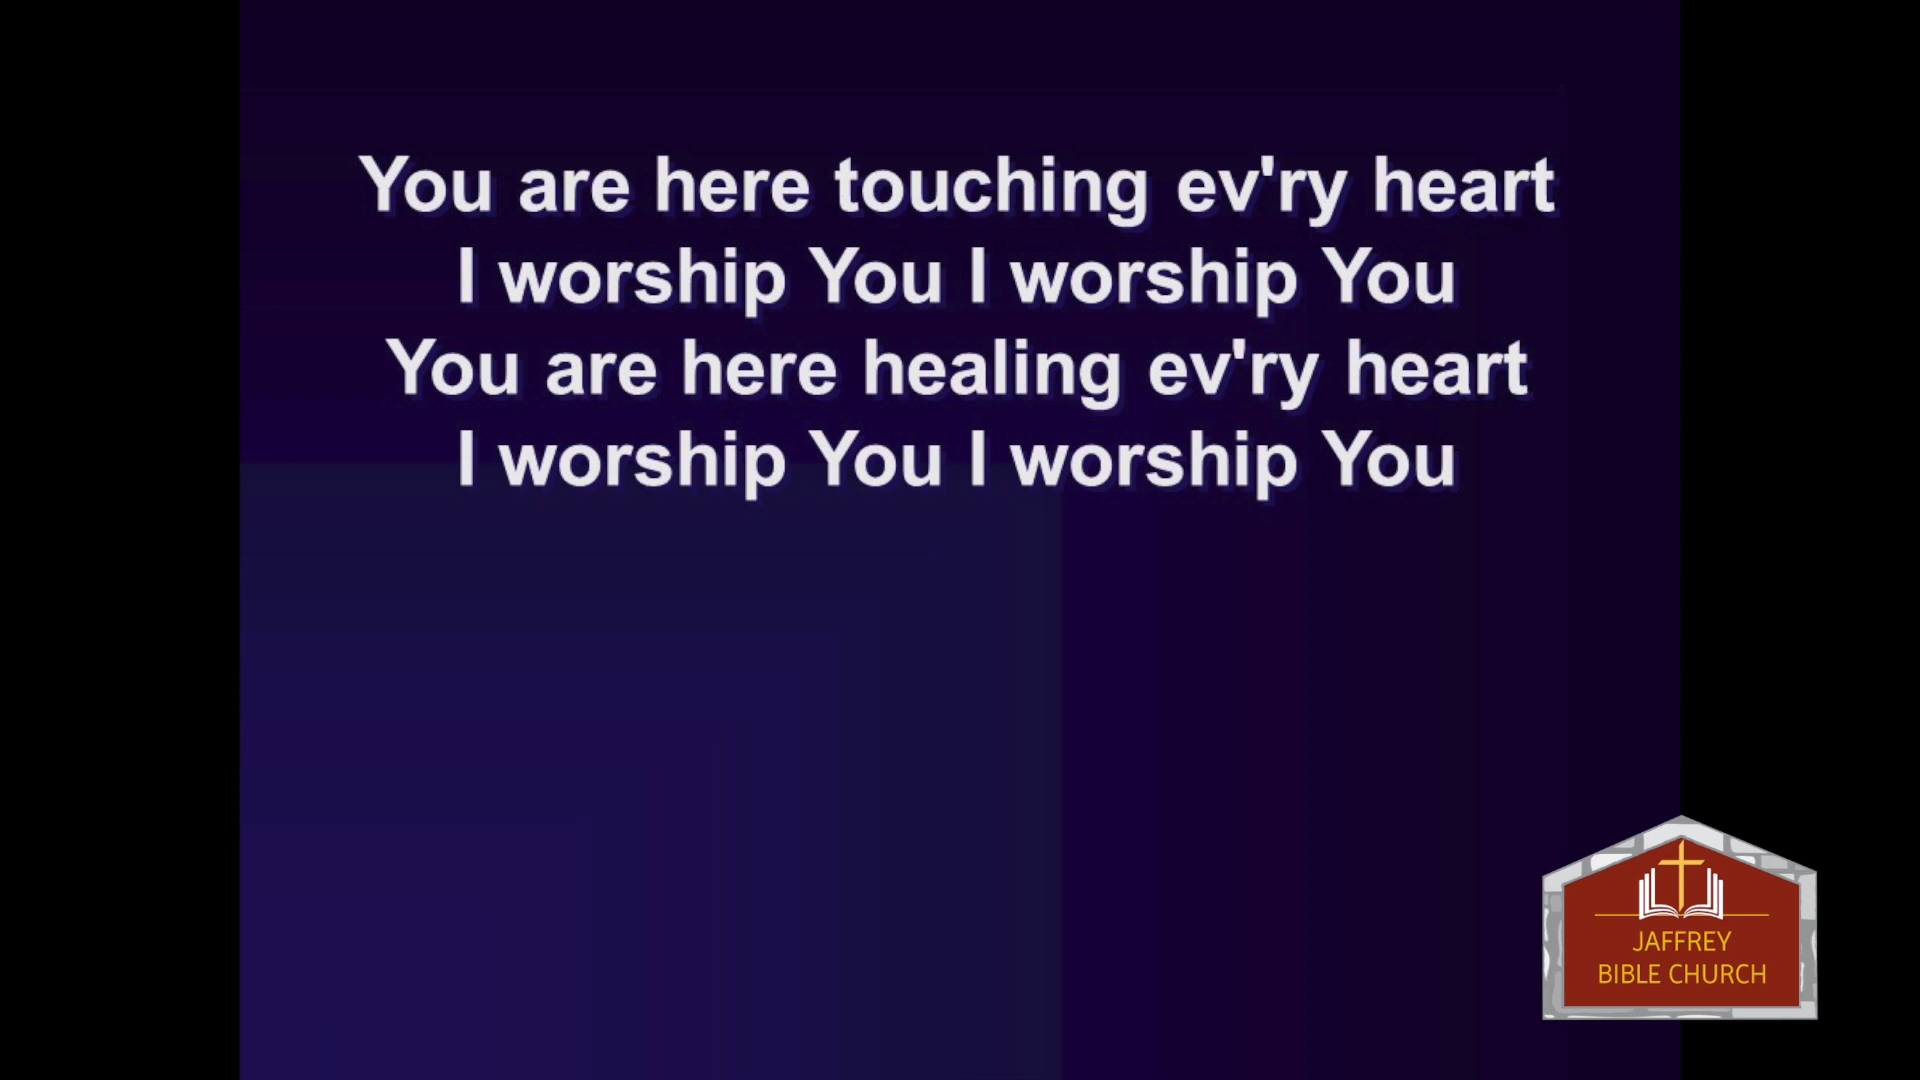 You are here touching ev'ry heart
I worship You I worship You
You are here healing ev'ry heart
I worship You I worship You
JAFFREY
BIBLE CHURCH